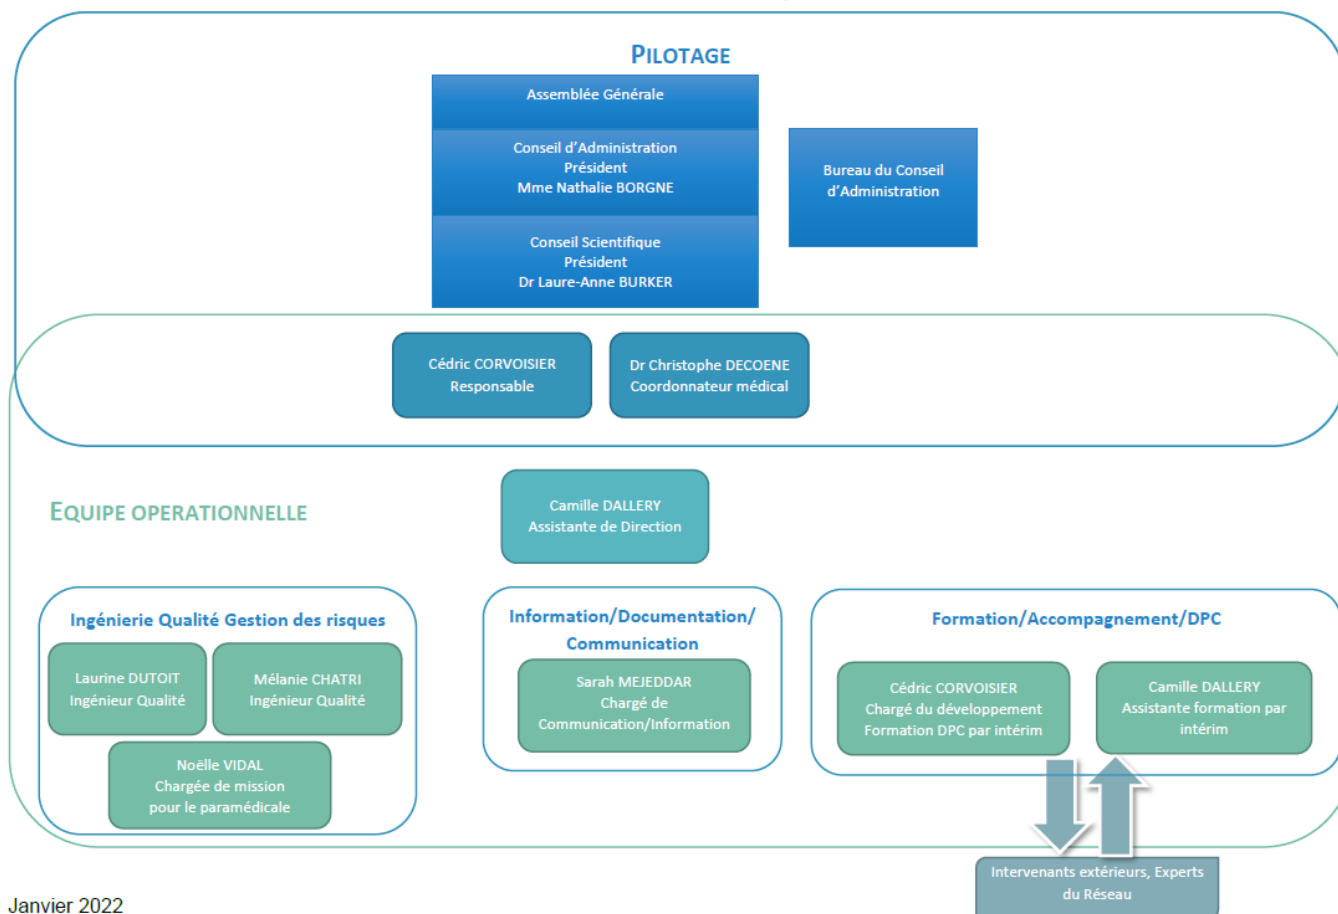 PILOTAGE
Assemblée Générale
Conseil d'Administration
Président
Mme Nathalie BORGNE
Bureau du Conseil
d'Administration
Conseil Scientifique
Président
Dr Laure-Anne BURKER
Cédric CORVOISIER
Responsable
Dr Christophe DECOENE
Coordonnateur médical
EQUIPE OPERATIONNELLE
Camille DALLERY
Assistante de Direction
Ingénierie Qualité Gestion des risques
Laurine DUTOIT
Ingénieur Qualité
Mélanie CHATRI
Ingénieur Qualité
Noëlle VIDAL
Chargée de mission
pour le paramédicale
Information/Documentation/
Communication
Sarah MEJEDDAR
Chargé de
Communication/Information
Formation/Accompagnement/DPC
Cédric CORVOISIER
Chargé du développement
Formation DPC par intérim
Camille DALLERY
Assistante formation par
intérim
Intervenants extérieurs, Experts
du Réseau
Janvier 2022